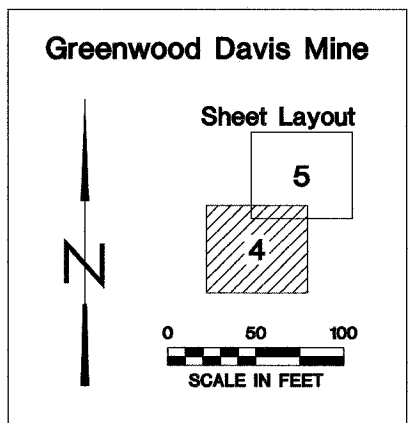 Greenwood Davis Mine
Sheet Layout
5
4
N
0 50 100
SCALE IN FEET